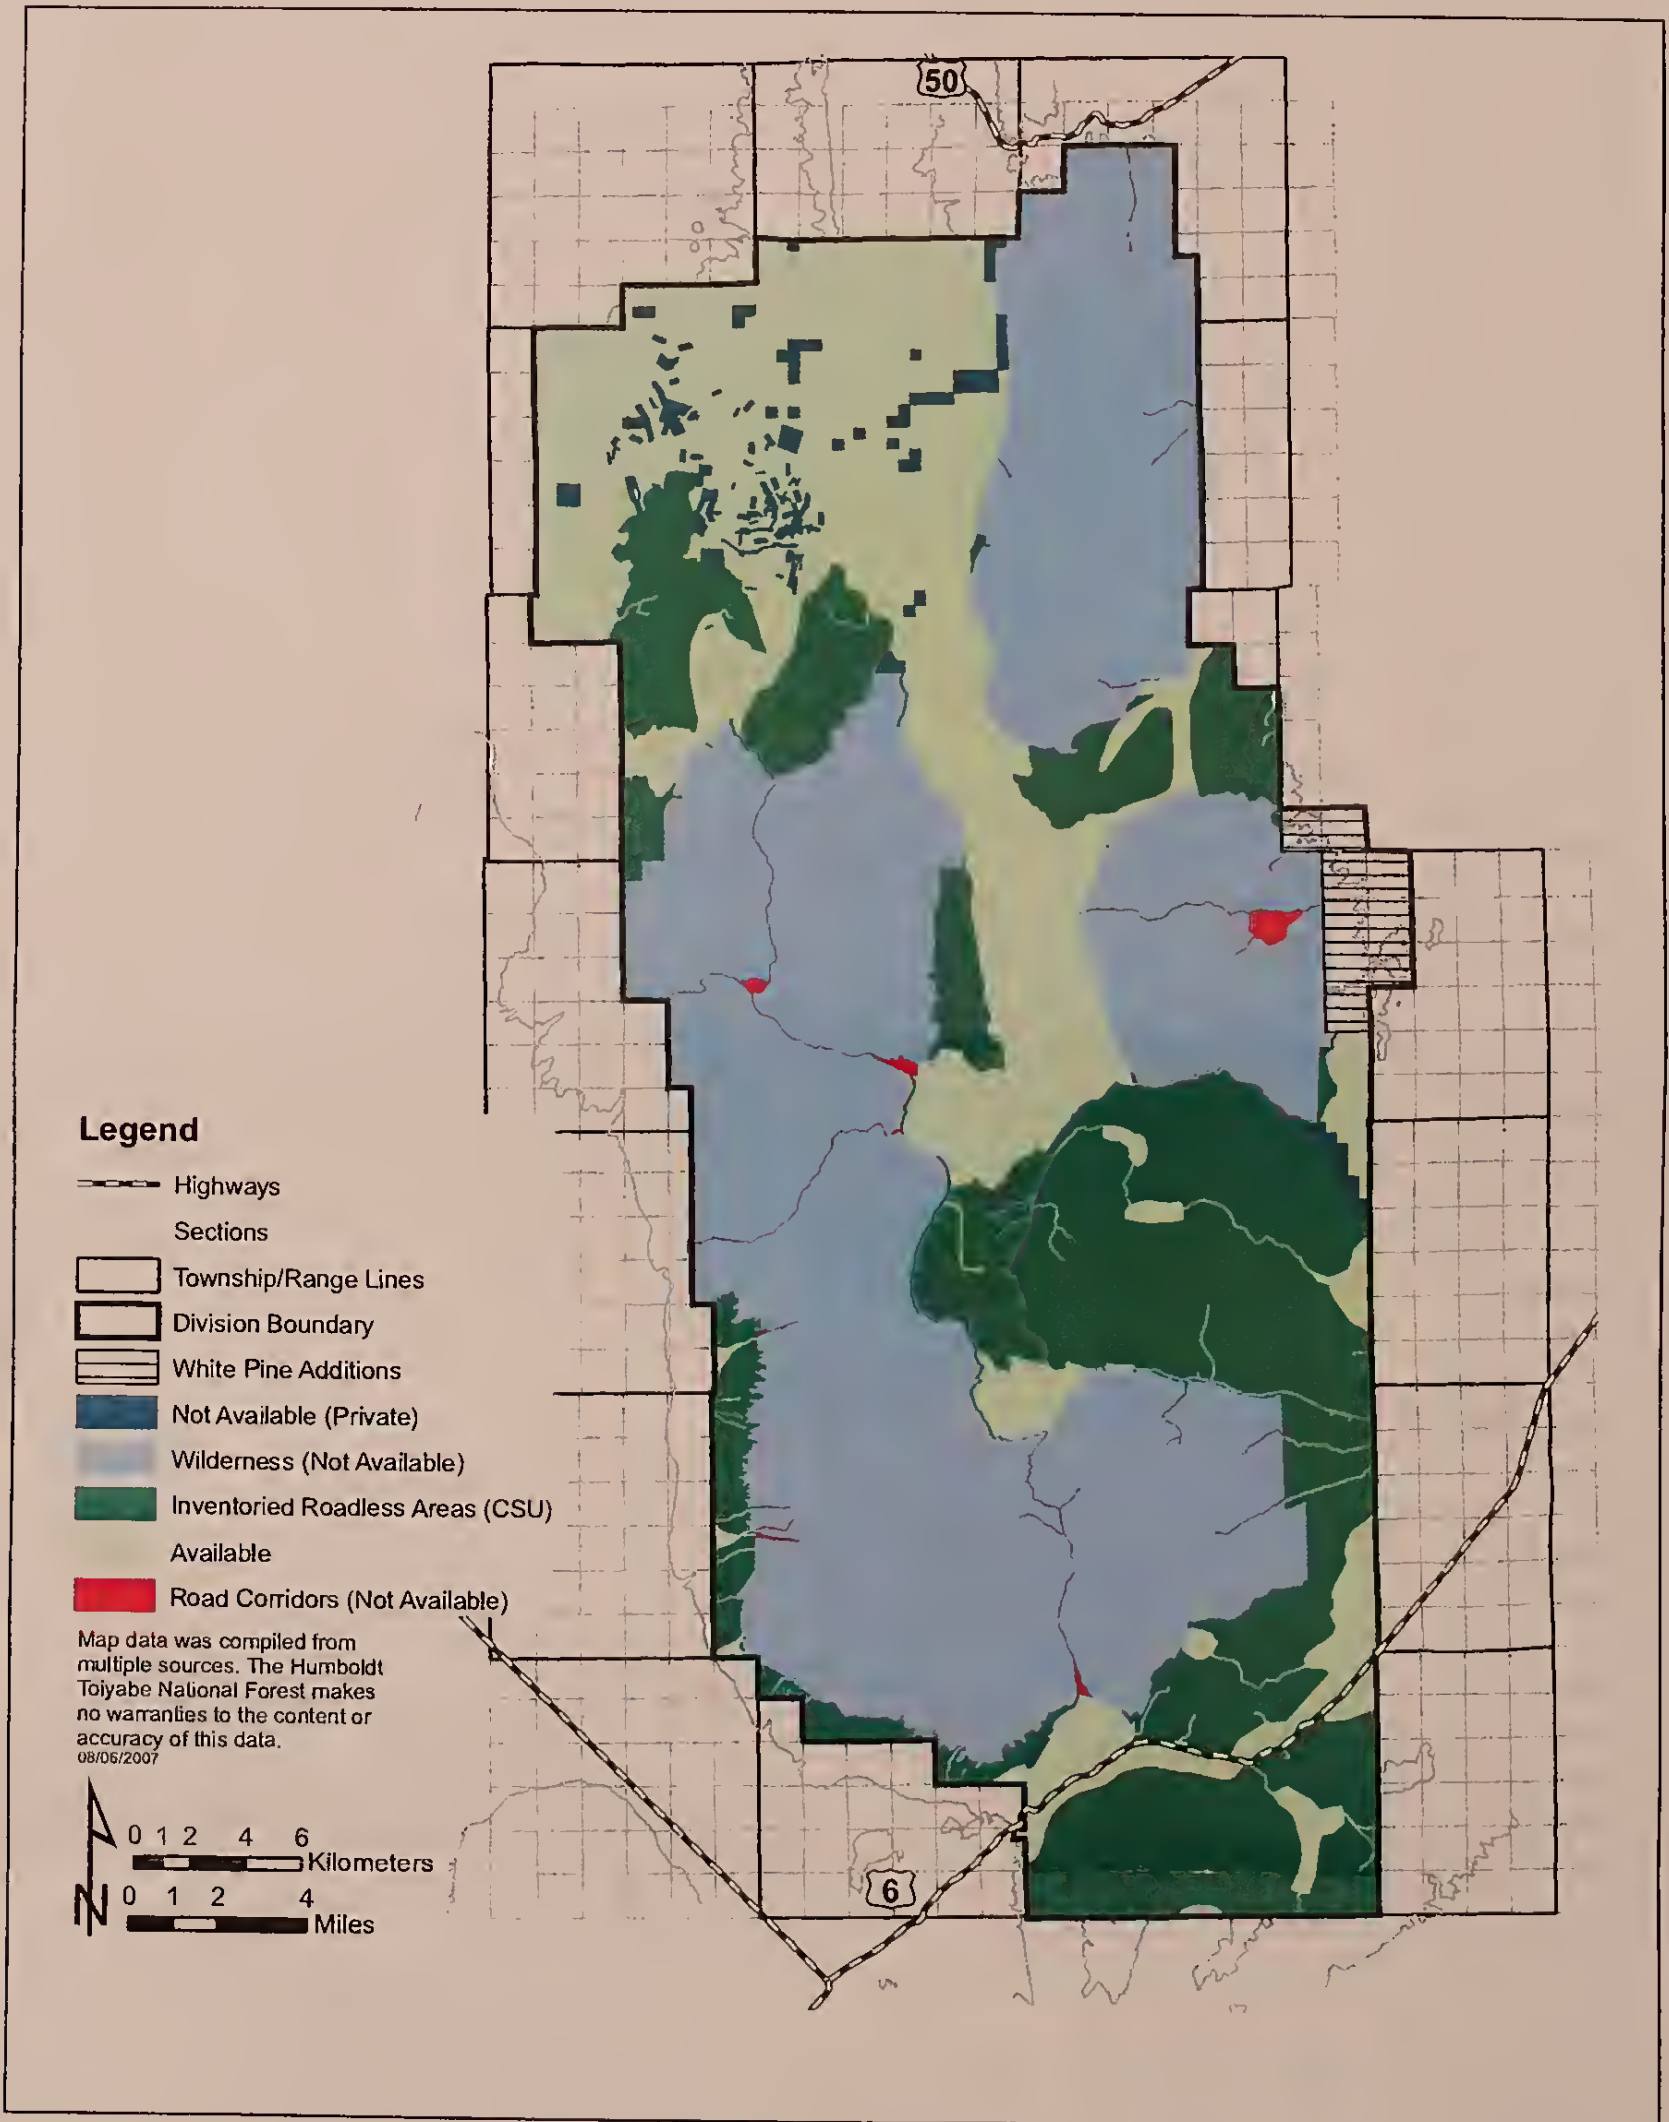 50
Legend
Highways
Sections
Township/Range Lines
Division Boundary
White Pine Additions
Not Available (Private)
Wilderness (Not Available)
Inventoried Roadless Areas (CSU)
Available
Road Corridors (Not Available)
Map data was compiled from
multiple sources. The Humboldt
Toiyabe National Forest makes
no warranties to the content or
accuracy of this data.
08/06/2007
0 1 2 4 6
Kilometers
N
0 1 2 4
Miles
6